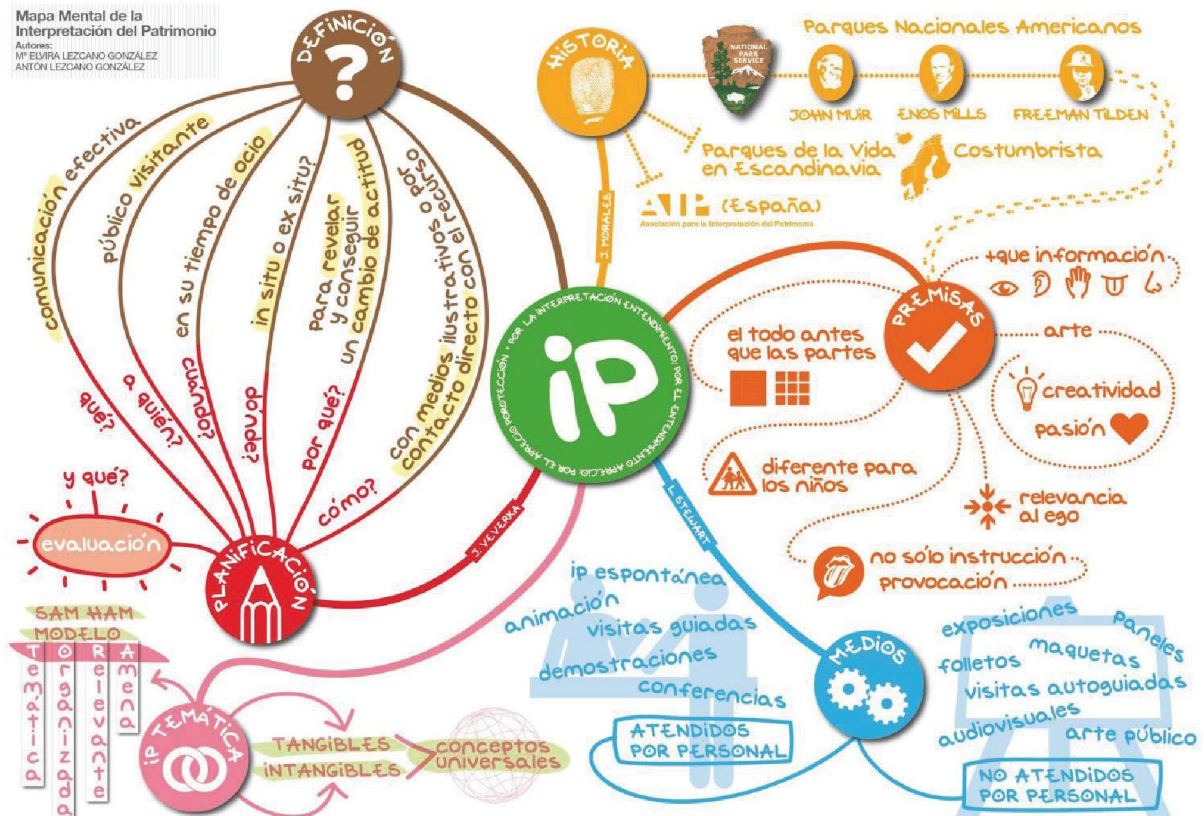 Mapa Mental de la
Interpretación del Patrimonio
Autores:
Mª ELVIRA LEZCANO GONZÁLEZ
ANTÓN LEZCANO GONZÁLEZ
DEFINICIÓN
?
comunicación efectiva
público visitante
en su tiempo de ocio
in situ o ex situ?
para revelar
y conseguir
un cambio de actitud
con medios ilustrativos o por
contacto directo con el recurso
qué?
a quién?
cuándo?
dónde?
por qué?
cómo?
y qué?
evaluación
PLANIFICACIÓN
J. VEVERKA
HISTORIA
J. MORALES
NATIONAL
PARK
SERVICE
Parques Nacionales Americanos
JOHN MUIR
ENOS MILLS
FREEMAN TILDEN
Parques de la Vida
en Escandinavia
Costumbrista
AIP (España)
Asociación para la Interpretación del Patrimonio
iP
POR LA INTERPRETACIÓN ENTENDIMIENTO; POR EL ENTENDIMIENTO APRECIO; POR EL APRECIO PROTECCIÓN
PREMISAS
+que información
arte
creatividad
pasión
el todo antes
que las partes
diferente para
los niños
relevancia
al ego
no sólo instrucción
provocación
L. STEWART
MEDIOS
ip espontánea
animación
visitas guiadas
demostraciones
conferencias
ATENDIDOS
POR PERSONAL
exposiciones
paneles
maquetas
folletos
visitas autoguiadas
audiovisuales
arte público
NO ATENDIDOS
POR PERSONAL
SAM HAM
MODELO
Temática
Organizada
Relevante
Amena
iP TEMÁTICA
TANGIBLES
INTANGIBLES
conceptos
universales